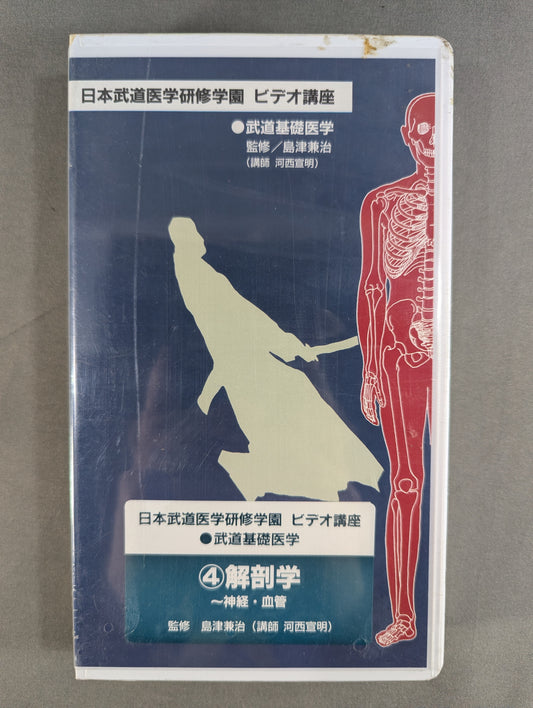 日本武道医学研修学園 ビデオ講座
●武道基礎医学
監修／島津兼治
（講師 河西宣明）
日本武道医学研修学園 ビデオ講座
●武道基礎医学
④解剖学
～神経・血管
監修 島津兼治（講師 河西宣明）